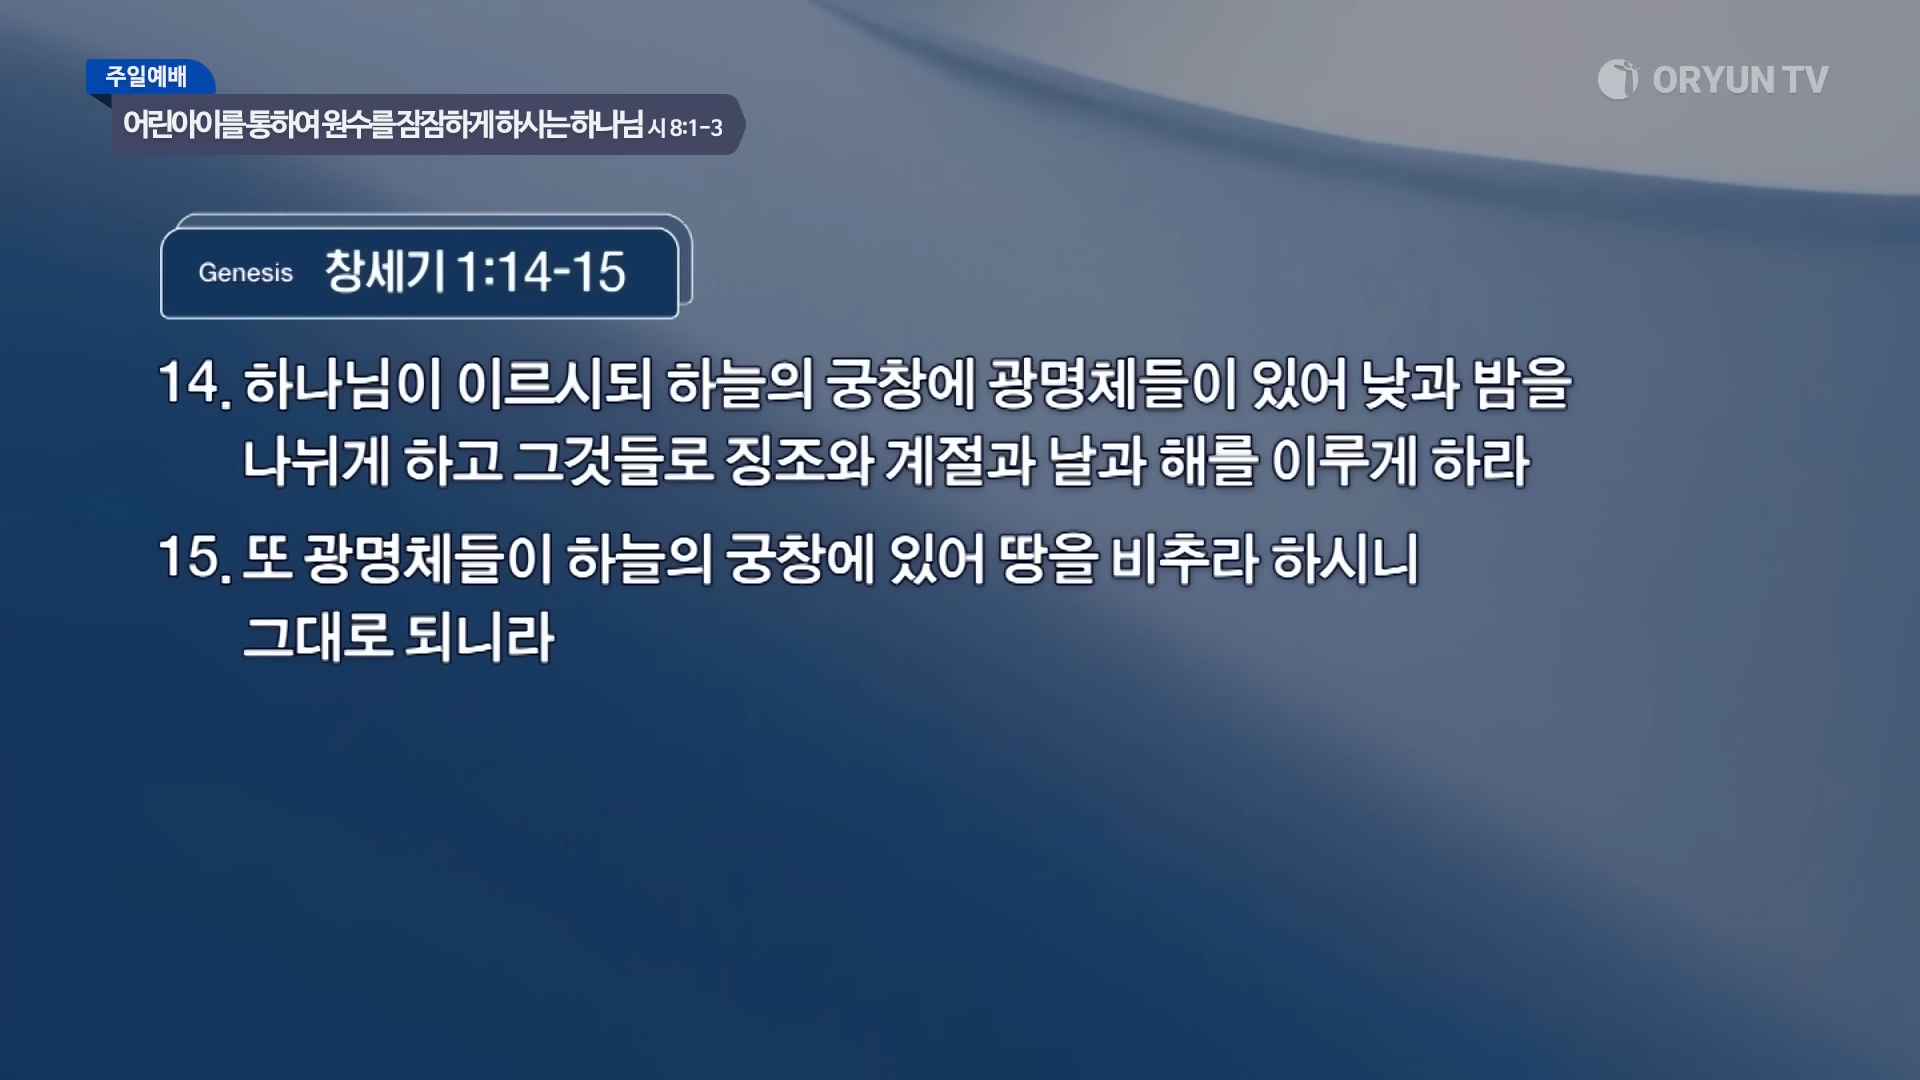 주일예배
어린아이를 통하여 원수를 잠잠하게 하시는 하나님 시 8:1-3
ORYUN TV
Genesis 창세기 1:14-15
14. 하나님이 이르시되 하늘의 궁창에 광명체들이 있어 낮과 밤을
나뉘게 하고 그것들로 징조와 계절과 날과 해를 이루게 하라
15. 또 광명체들이 하늘의 궁창에 있어 땅을 비추라 하시니
그대로 되니라